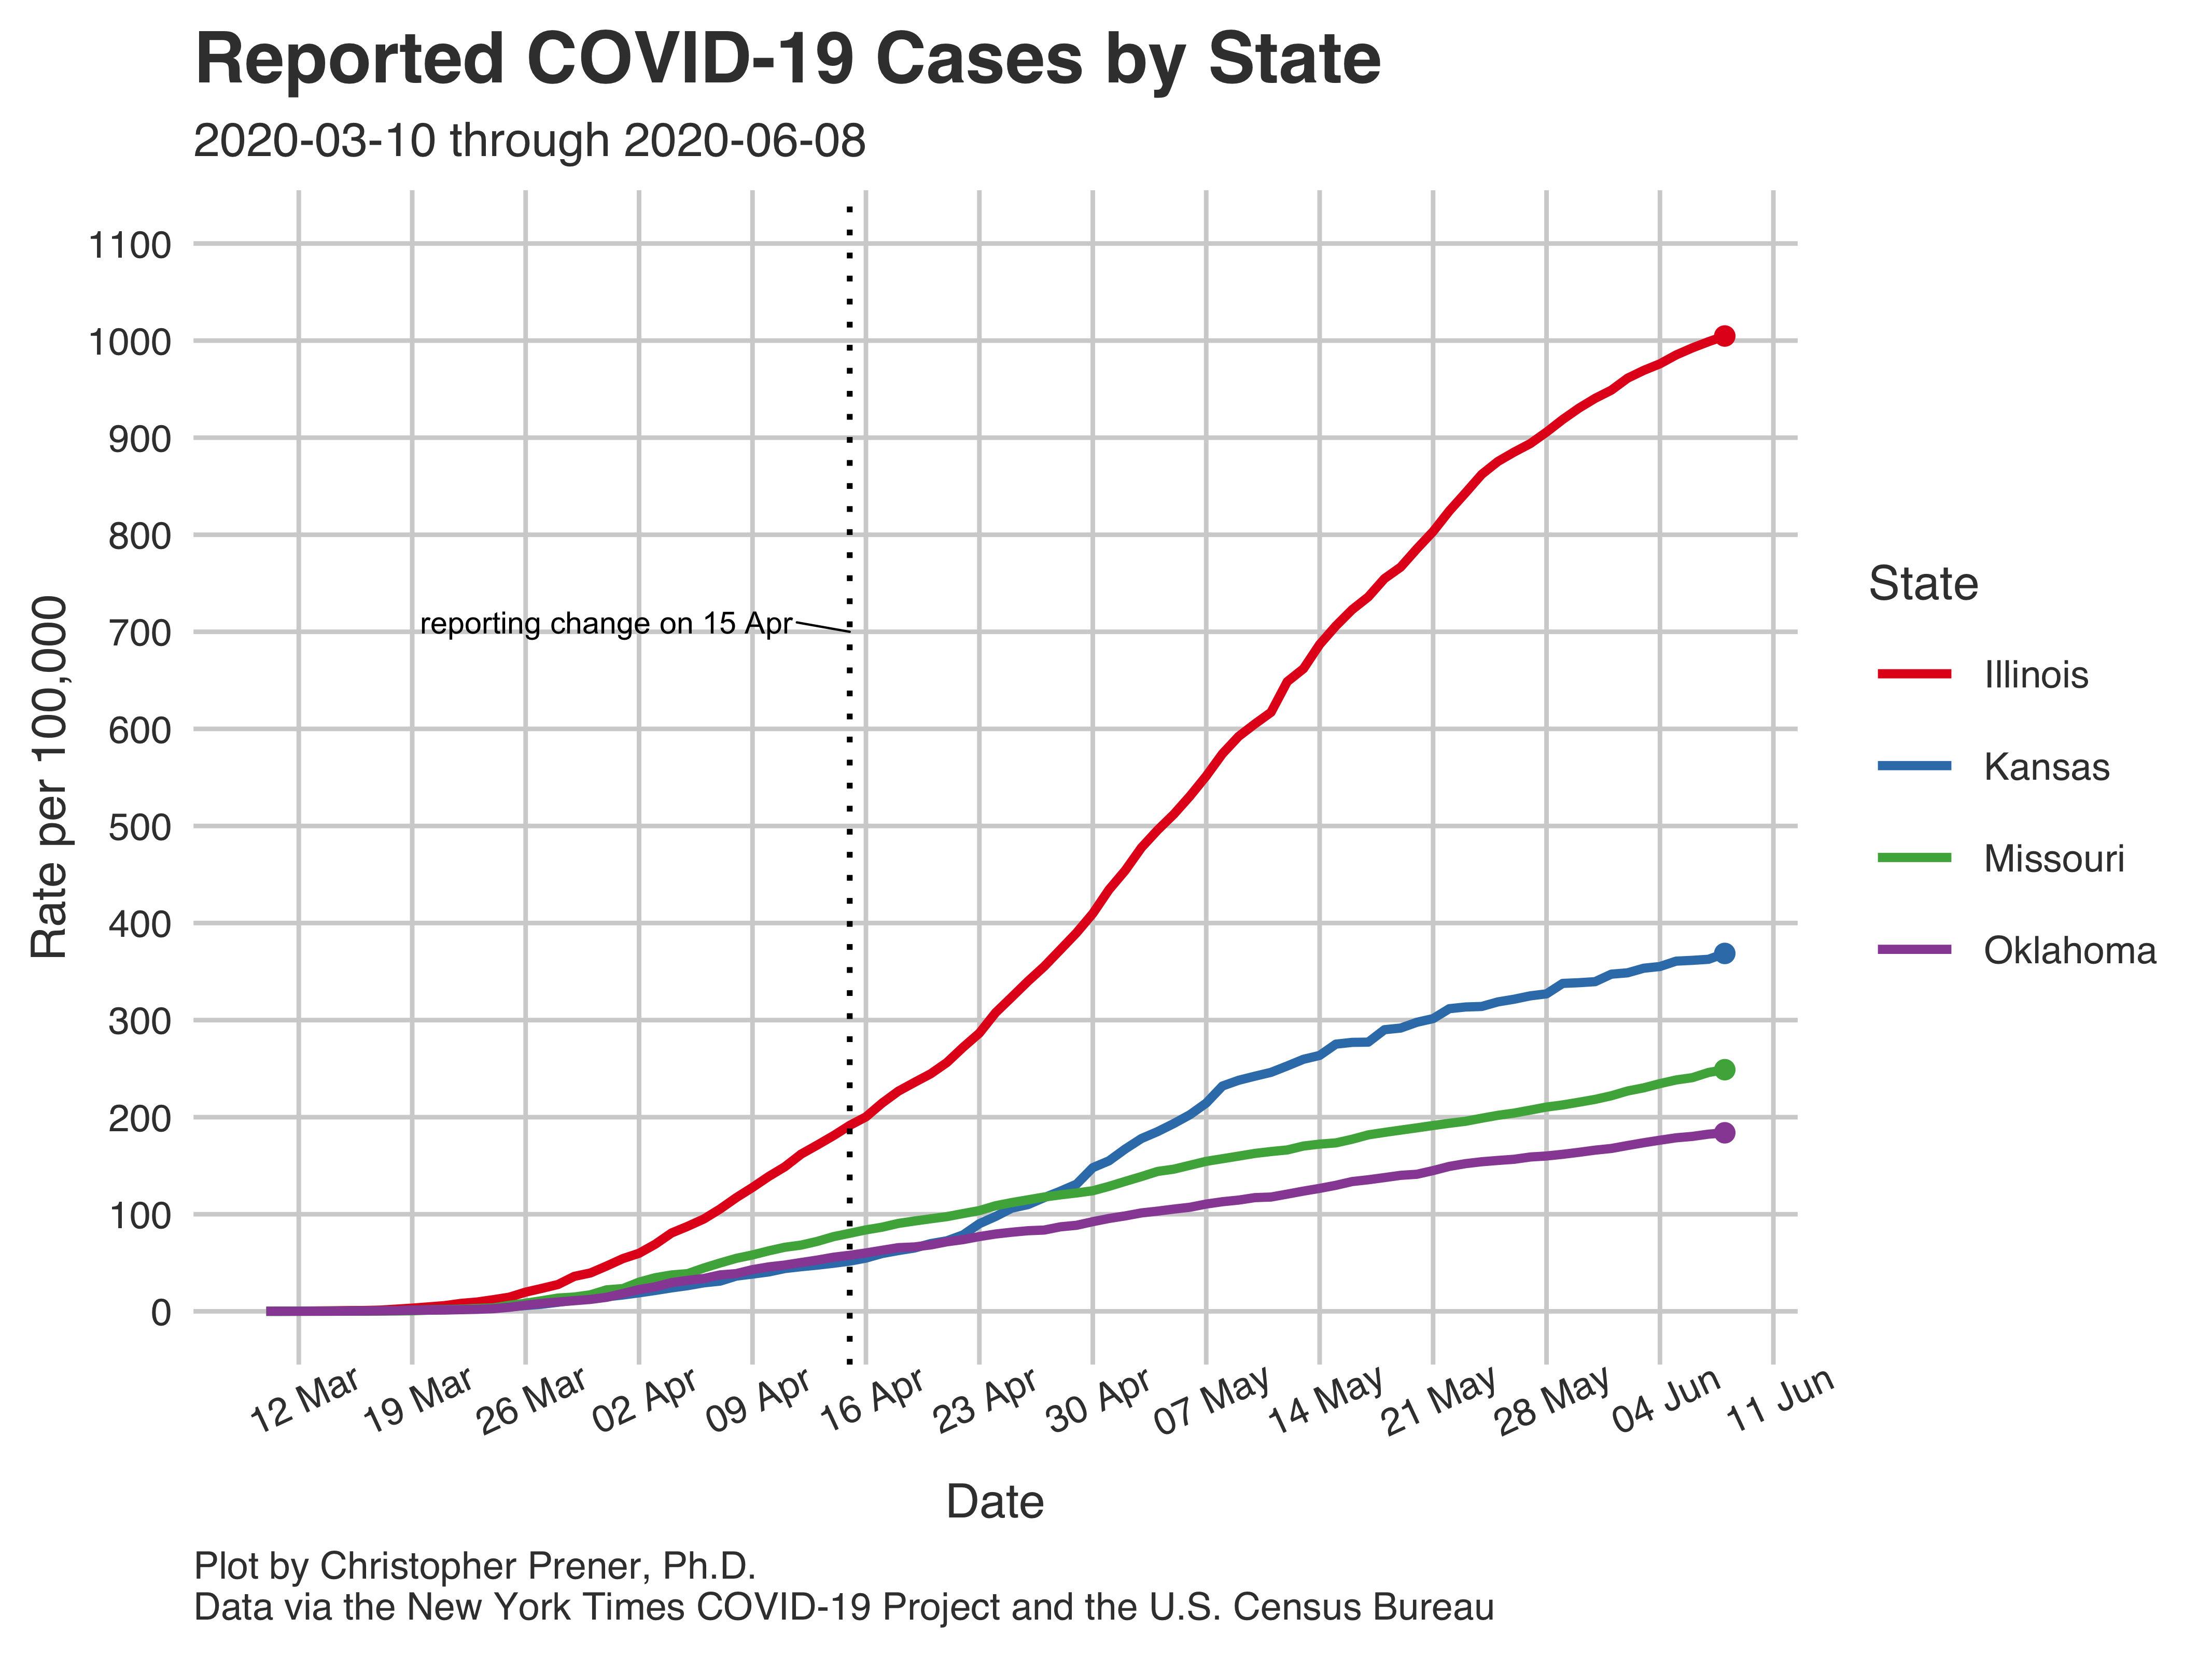 Reported COVID-19 Cases by State
2020-03-10 through 2020-06-08
1100
1000
900
800
700
600
500
400
300
200
100
0
Rate per 100,000
reporting change on 15 Apr
State
Illinois
Kansas
Missouri
Oklahoma
12 Mar
19 Mar
26 Mar
02 Apr
09 Apr
16 Apr
23 Apr
30 Apr
07 May
14 May
21 May
28 May
04 Jun
11 Jun
Date
Plot by Christopher Prener, Ph.D.
Data via the New York Times COVID-19 Project and the U.S. Census Bureau